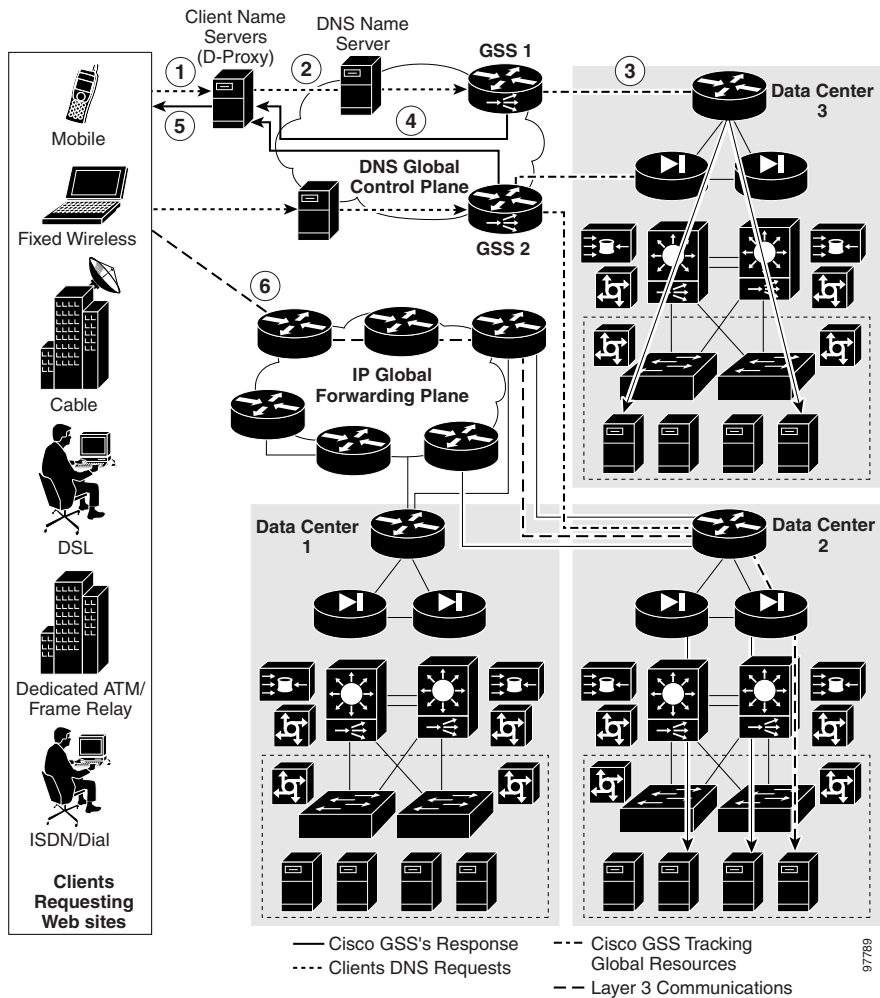 Client Name
Servers
(D-Proxy)
DNS Name
Server
GSS 1
1
2
3
Data Center
3
Mobile
5
4
DNS Global
Control Plane
Fixed Wireless
GSS 2
6
IP Global
Forwarding Plane
Cable
DSL
Data Center
1
Data Center
2
Dedicated ATM/
Frame Relay
ISDN/Dial
Clients
Requesting
Web sites
Cisco GSS's Response
Clients DNS Requests
Cisco GSS Tracking
Global Resources
Layer 3 Communications
97789